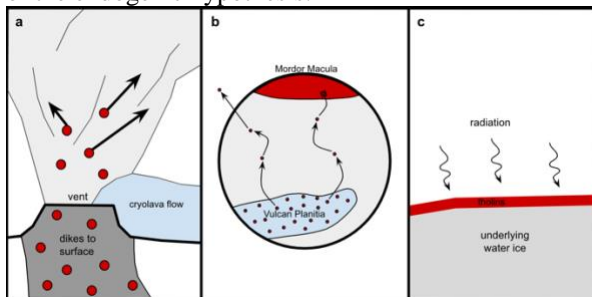 a
vent
cryolava flow
dikes to
surface
b
Mordor Macula
Vulcan Planitia
c
radiation
tholins
underlying
water ice